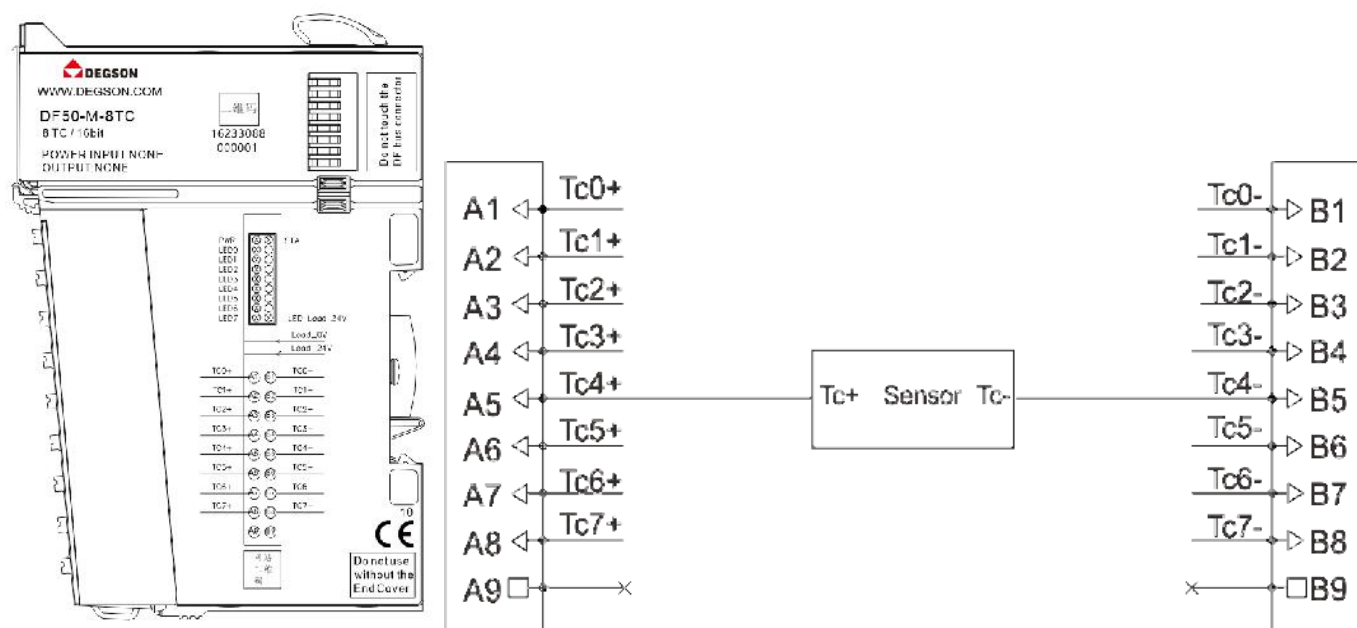 DEGSON
WWW.DEGSON.COM
DF50-M-8TC
8 TC / 16bit
POWER INPUT:NONE
OUTPUT:NONE
二维码
16233088
000001
Do not touch the
DF bus connector
PWR
STA
LED0
LED1
LED2
LED3
LED4
LED5
LED6
LED7
LED Load 24V
Load_0V
Load_24V
TC0+
TC0-
TC1+
TC1-
TC2+
TC2-
TC3+
TC3-
TC4+
TC4-
TC5+
TC5-
TC6+
TC6-
TC7+
TC7-
10
CE
Do not use
without the
End Cover
A1
Tc0+
A2
Tc1+
A3
Tc2+
A4
Tc3+
A5
Tc4+
A6
Tc5+
A7
Tc6+
A8
Tc7+
A9
Tc+ Sensor Tc-
Tc0-
B1
Tc1-
B2
Tc2-
B3
Tc3-
B4
Tc4-
B5
Tc5-
B6
Tc6-
B7
Tc7-
B8
B9